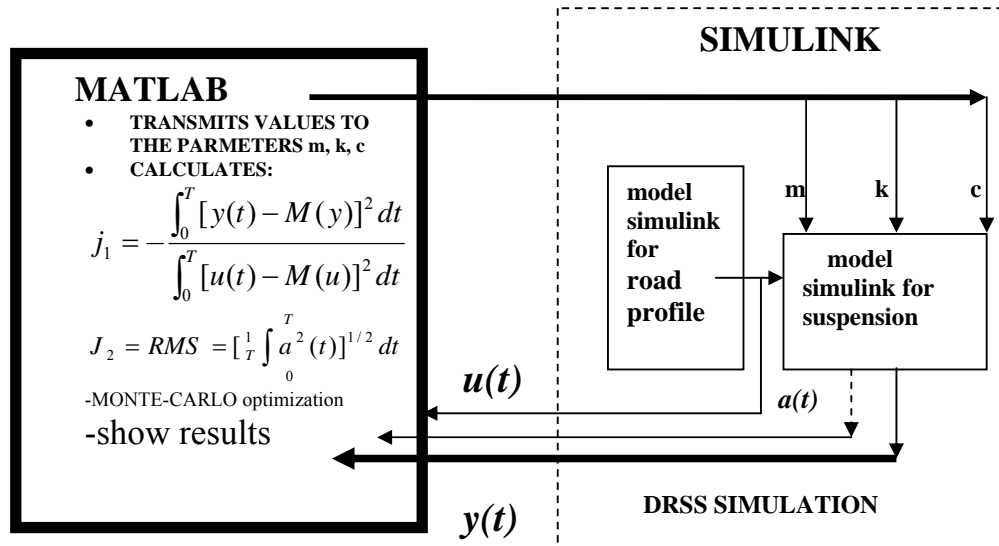 SIMULINK
MATLAB
• TRANSMITS VALUES TO
THE PARMETERS m, k, c
• CALCULATES:
j₁ = − ∫₀ᵀ [y(t) − M(y)]² dt / ∫₀ᵀ [u(t) − M(u)]² dt
J₂ = RMS = [1/T ∫₀ᵀ a²(t)]^{1/2} dt
-MONTE-CARLO optimization
-show results
m
k
c
model
simulink
for
road
profile
model
simulink for
suspension
u(t)
a(t)
y(t)
DRSS SIMULATION